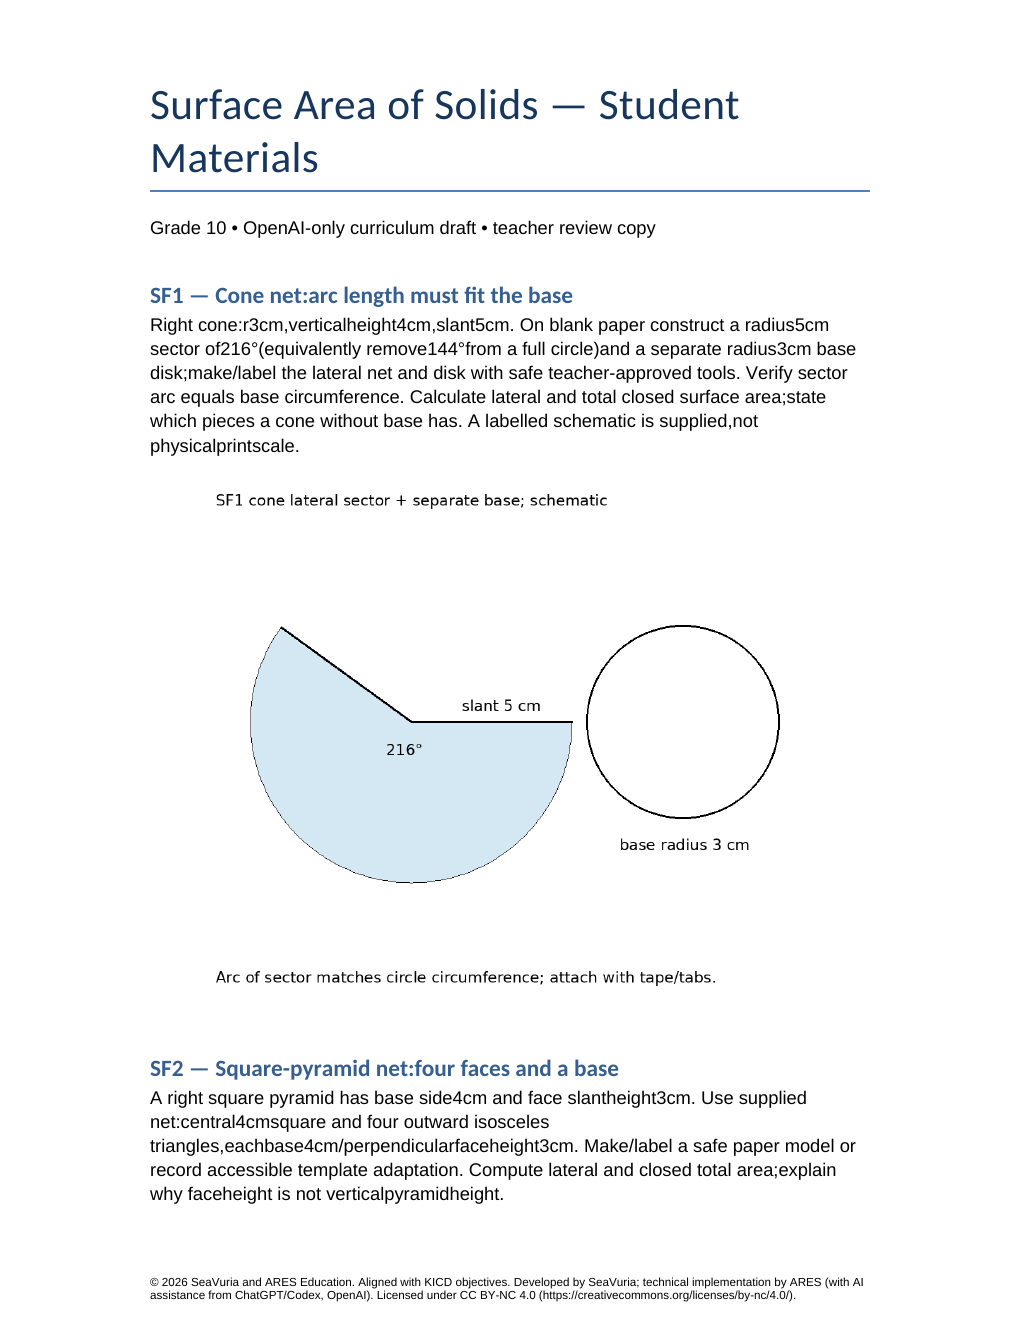 Surface Area of Solids — Student
Materials
Grade 10 • OpenAI-only curriculum draft • teacher review copy
SF1 — Cone net:arc length must fit the base
Right cone:r3cm,verticalheight4cm,slant5cm. On blank paper construct a radius5cm
sector of216°(equivalently remove144°from a full circle)and a separate radius3cm base
disk;make/label the lateral net and disk with safe teacher-approved tools. Verify sector
arc equals base circumference. Calculate lateral and total closed surface area;state
which pieces a cone without base has. A labelled schematic is supplied,not
physicalprintscale.
SF1 cone lateral sector + separate base; schematic
slant 5 cm
216°
base radius 3 cm
Arc of sector matches circle circumference; attach with tape/tabs.
SF2 — Square-pyramid net:four faces and a base
A right square pyramid has base side4cm and face slantheight3cm. Use supplied
net:central4cmsquare and four outward isosceles
triangles,eachbase4cm/perpendicularfaceheight3cm. Make/label a safe paper model or
record accessible template adaptation. Compute lateral and closed total area;explain
why faceheight is not verticalpyramidheight.
© 2026 SeaVuria and ARES Education. Aligned with KICD objectives. Developed by SeaVuria; technical implementation by ARES (with AI
assistance from ChatGPT/Codex, OpenAI). Licensed under CC BY-NC 4.0 (https://creativecommons.org/licenses/by-nc/4.0/).